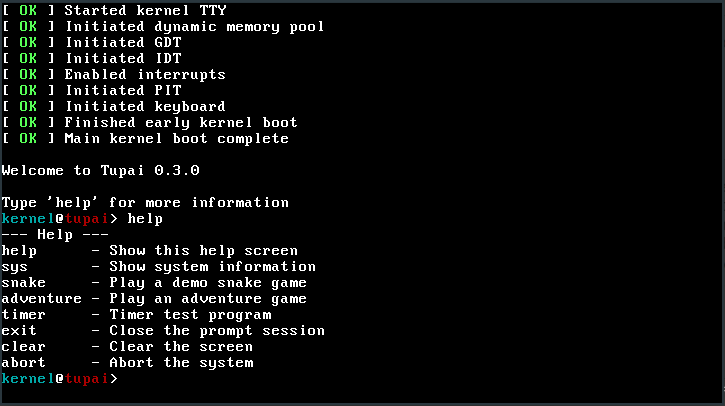 [ OK ] Started kernel TTY
[ OK ] Initiated dynamic memory pool
[ OK ] Initiated GDT
[ OK ] Initiated IDT
[ OK ] Enabled interrupts
[ OK ] Initiated PIT
[ OK ] Initiated keyboard
[ OK ] Finished early kernel boot
[ OK ] Main kernel boot complete
Welcome to Tupai 0.3.0
Type 'help' for more information
kernel@tupai> help
--- Help ---
help      - Show this help screen
sys       - Show system information
snake     - Play a demo snake game
adventure - Play an adventure game
timer     - Timer test program
exit      - Close the prompt session
clear     - Clear the screen
abort     - Abort the system
kernel@tupai>